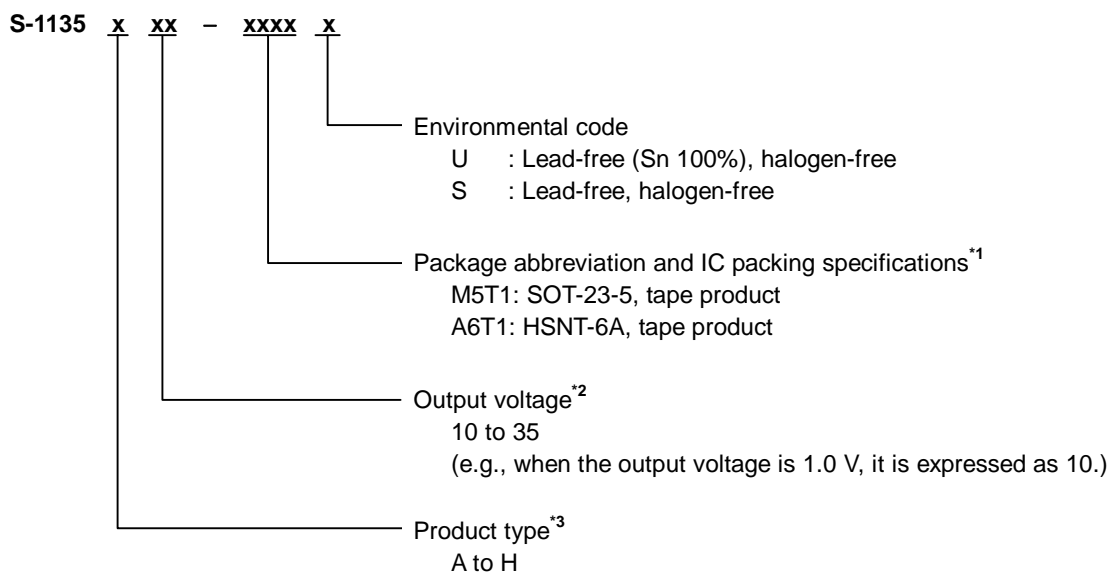 S-1135 x xx – xxxx x
Environmental code
U : Lead-free (Sn 100%), halogen-free
S : Lead-free, halogen-free
Package abbreviation and IC packing specifications*1
M5T1: SOT-23-5, tape product
A6T1: HSNT-6A, tape product
Output voltage*2
10 to 35
(e.g., when the output voltage is 1.0 V, it is expressed as 10.)
Product type*3
A to H